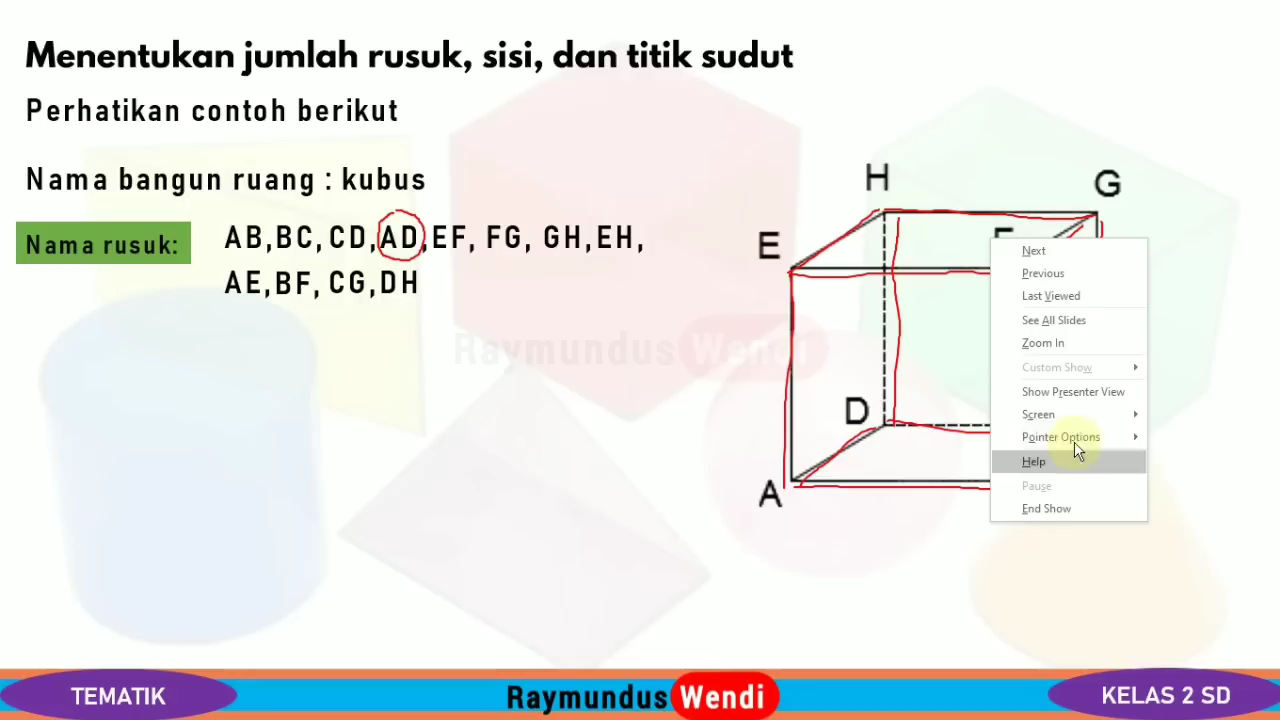 Menentukan jumlah rusuk, sisi, dan titik sudut
Perhatikan contoh berikut
Nama bangun ruang : kubus
Nama rusuk:
AB,BC, CD,AD,EF, FG, GH,EH,
AE,BF, CG,DH
H
G
E
D
A
Next
Previous
Last Viewed
See All Slides
Zoom In
Custom Show
Show Presenter View
Screen
Pointer Options
Help
Pause
End Show
Raymundus Wendi
TEMATIK
Raymundus Wendi
KELAS 2 SD